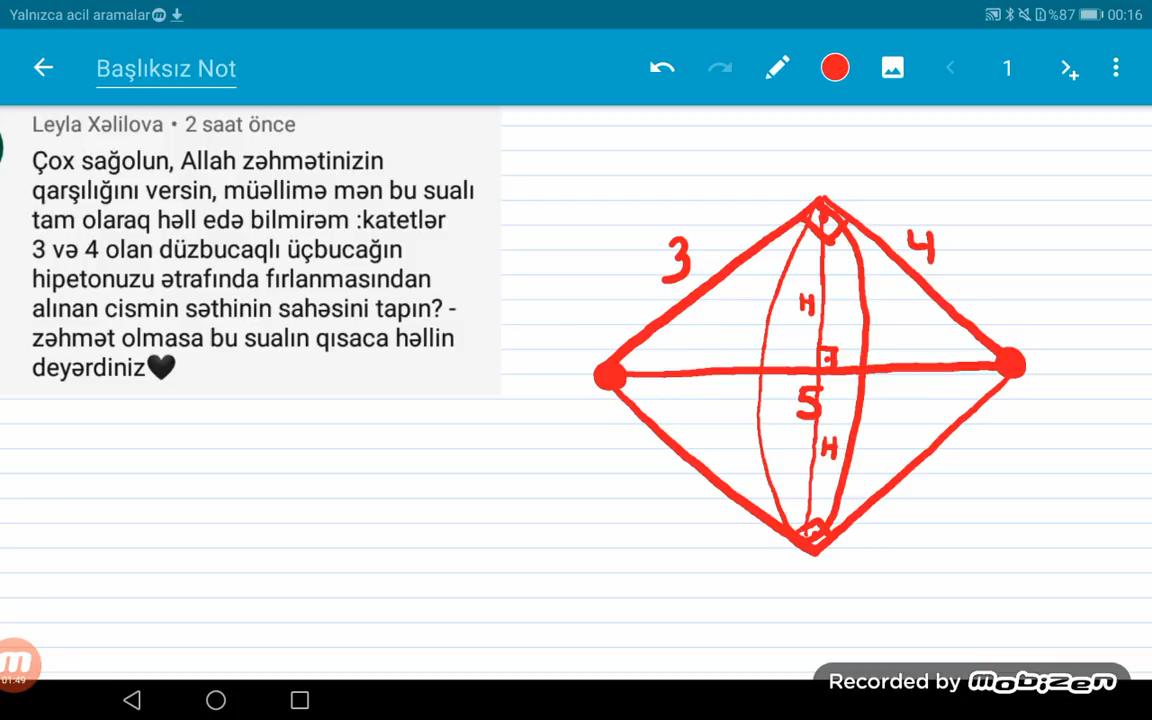 Yalnızca acil aramalar
%87 00:16
Başlıksız Not
1
Leyla Xəlilova • 2 saat önce
Çox sağolun, Allah zəhmətinizin
qarşılığını versin, müəllimə mən bu sualı
tam olaraq həll edə bilmirəm :katetlər
3 və 4 olan düzbucaqlı üçbucağın
hipetonuzu ətrafında fırlanmasından
alınan cismin səthinin sahəsini tapın? -
zəhmət olmasa bu sualın qısaca həllin
deyərdiniz🖤
3
4
H
5
H
01:49
Recorded by mobizen